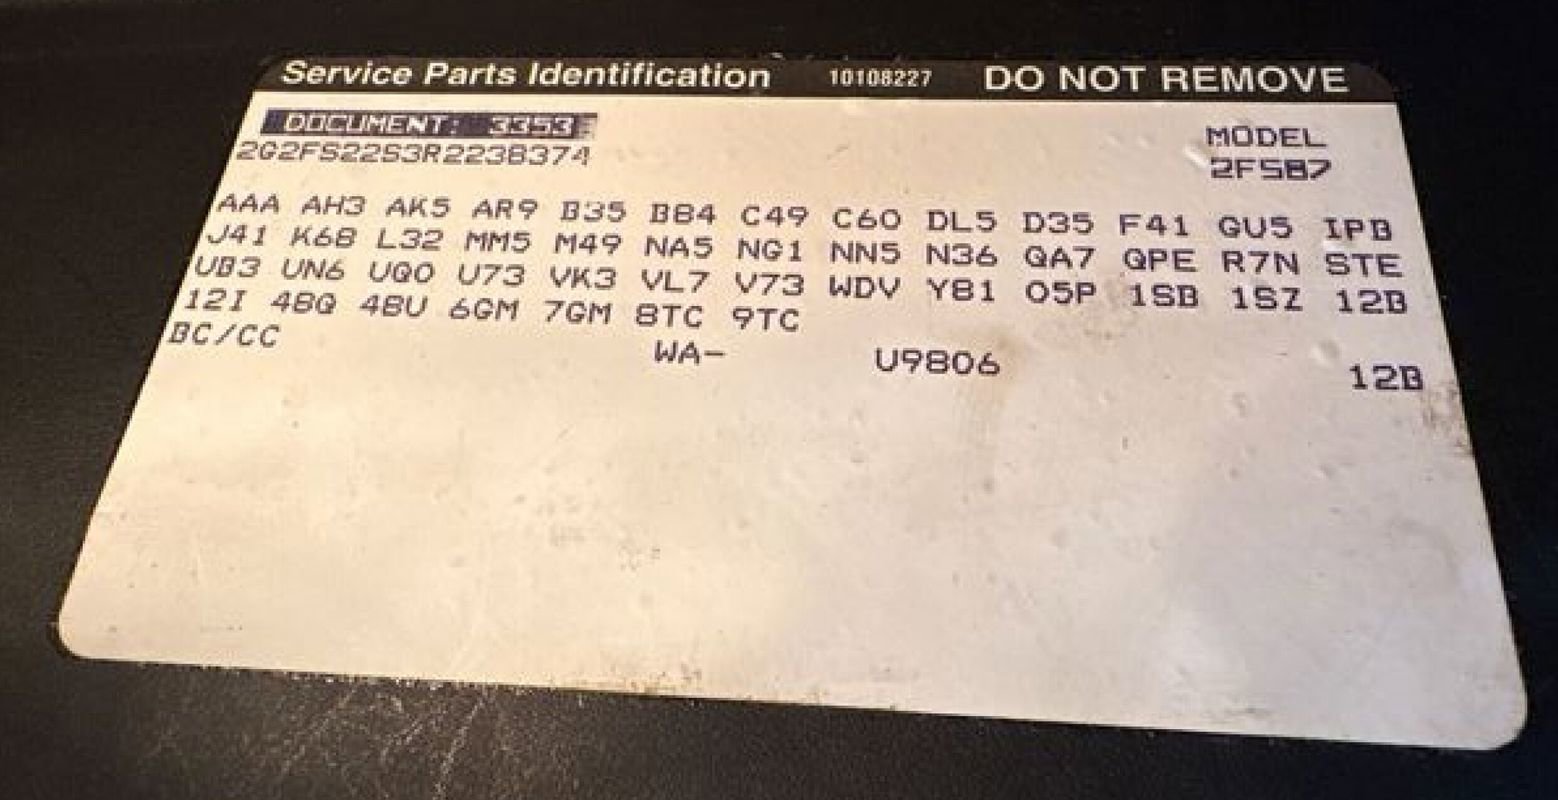 Service Parts Identification 10108227 DO NOT REMOVE
DOCUMENT: 3353
2G2FS22S3R2238374
MODEL
2FS87
AAA AH3 AK5 AR9 B35 B84 C49 C60 DL5 D35 F41 GU5 IPB
J41 K68 L32 MM5 M49 NA5 NG1 NN5 N36 QA7 QPE R7N STE
UB3 UN6 UQ0 U73 VK3 VL7 V73 WDV Y81 05P 1SB 1SZ 12B
12I 48Q 48U 6GM 7GM 8TC 9TC
BC/CC WA- U9806 12B